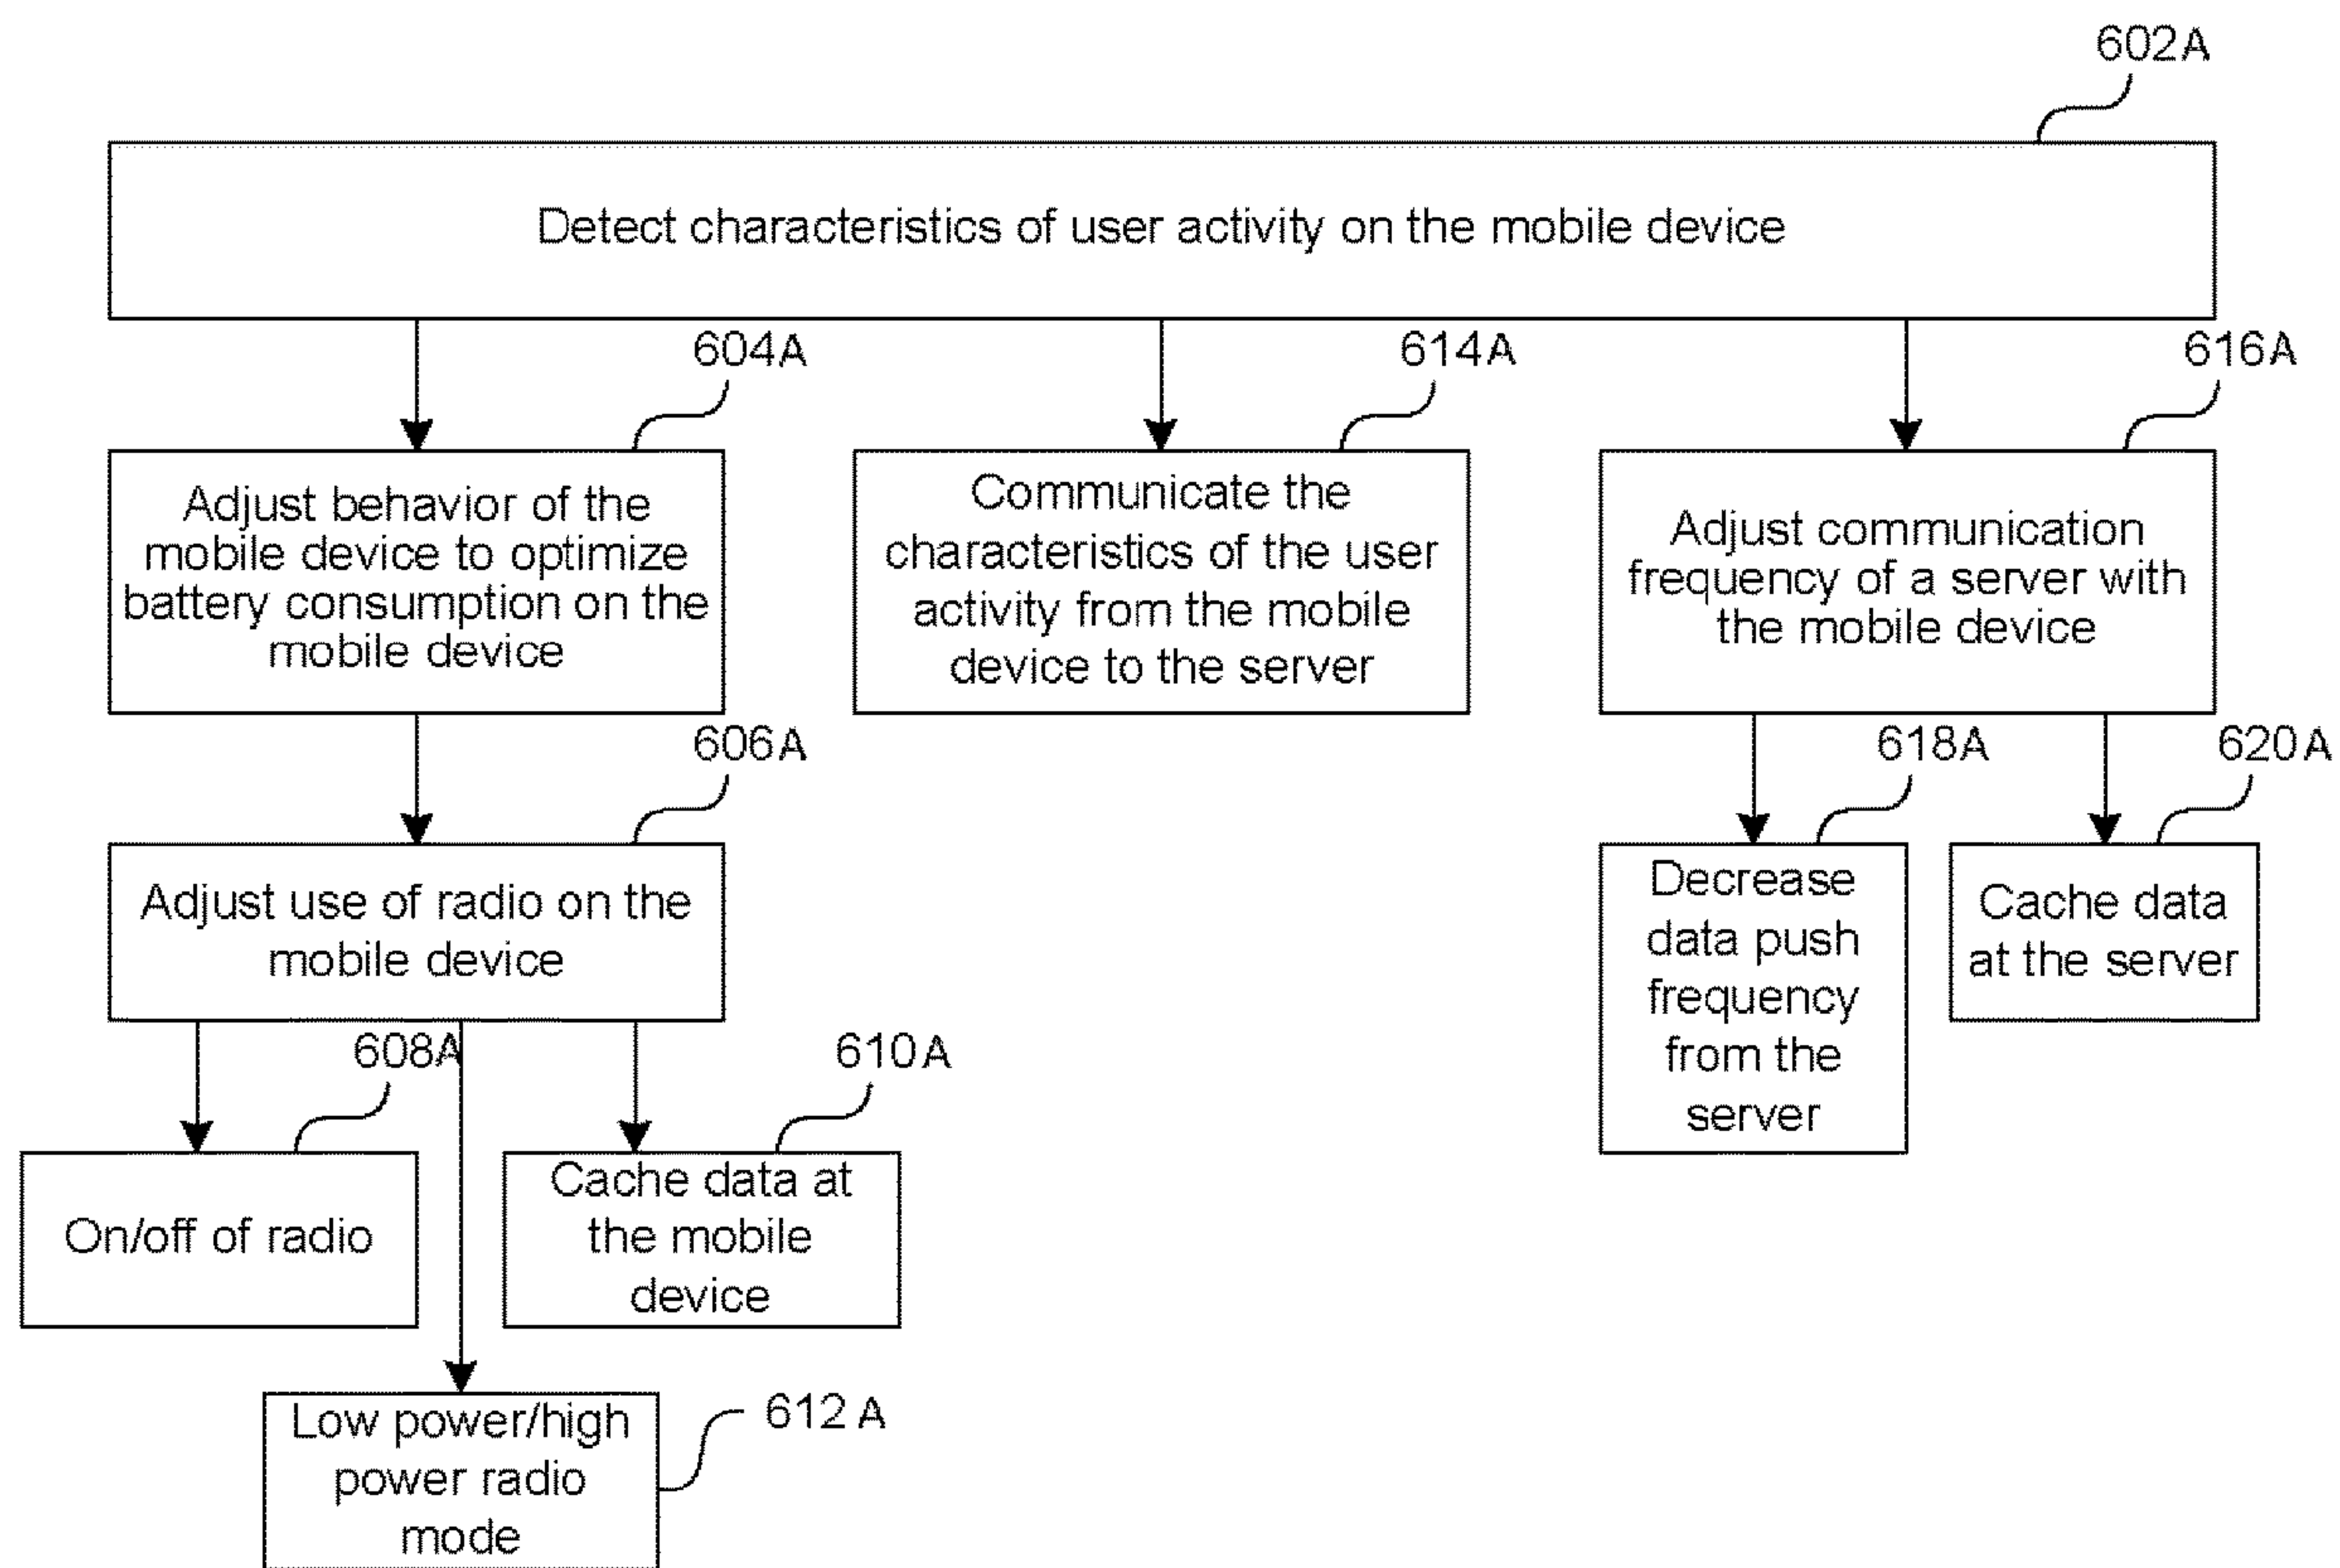 602A
Detect characteristics of user activity on the mobile device
604A
614A
616A
Adjust behavior of the
mobile device to optimize
battery consumption on the
mobile device
Communicate the
characteristics of the user
activity from the mobile
device to the server
Adjust communication
frequency of a server with
the mobile device
606A
618A
620A
Adjust use of radio on the
mobile device
Decrease
data push
frequency
from the
server
Cache data
at the server
608A
610A
On/off of radio
Cache data at
the mobile
device
612A
Low power/high
power radio
mode